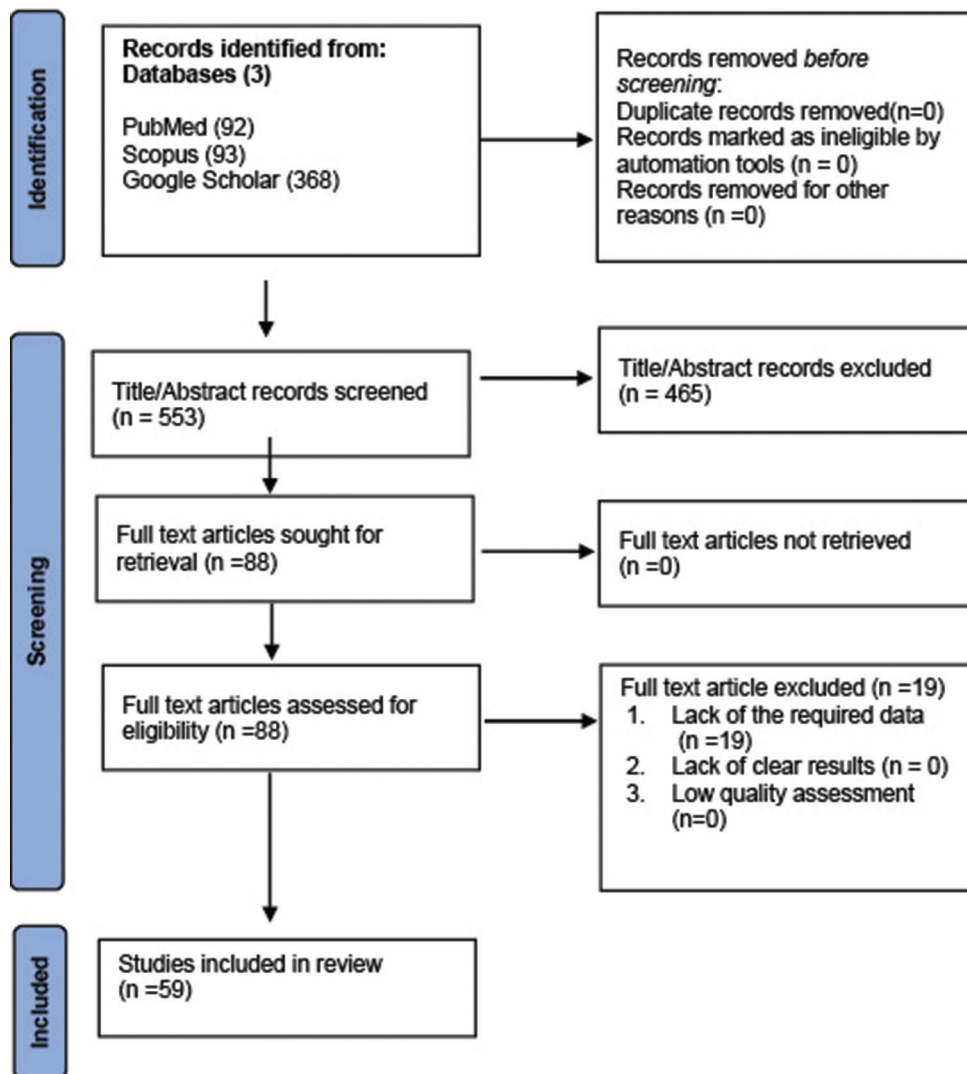 Identification
Records identified from:
Databases (3)
PubMed (92)
Scopus (93)
Google Scholar (368)
Records removed before
screening:
Duplicate records removed(n=0)
Records marked as ineligible by
automation tools (n = 0)
Records removed for other
reasons (n =0)
Screening
Title/Abstract records screened
(n = 553)
Title/Abstract records excluded
(n = 465)
Full text articles sought for
retrieval (n =88)
Full text articles not retrieved
(n =0)
Full text articles assessed for
eligibility (n =88)
Full text article excluded (n =19)
1. Lack of the required data
(n =19)
2. Lack of clear results (n = 0)
3. Low quality assessment
(n=0)
Included
Studies included in review
(n =59)